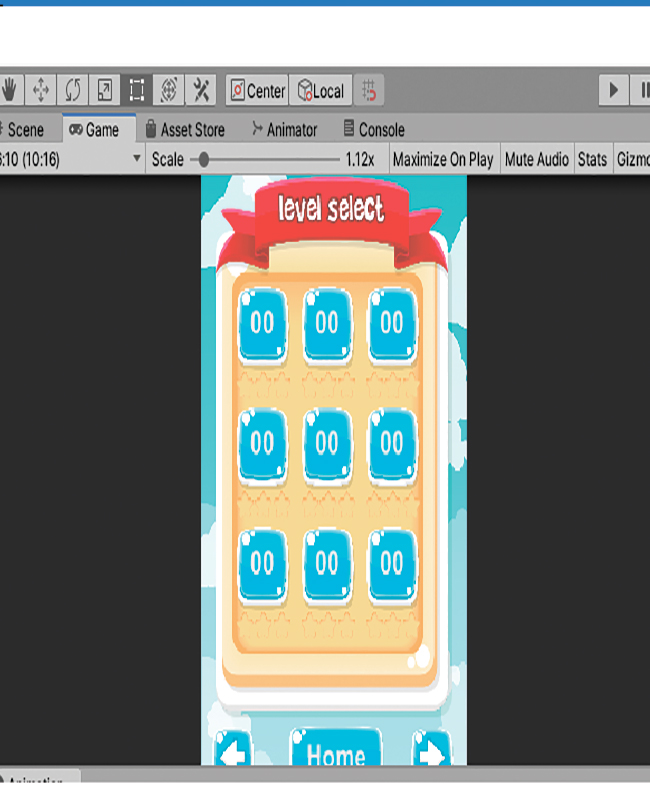 Center Local
Scene Game Asset Store Animator Console
:10 (10:16) Scale 1.12x Maximize On Play Mute Audio Stats Gizmo
level select
00 00 00
00 00 00
00 00 00
Home
Animation